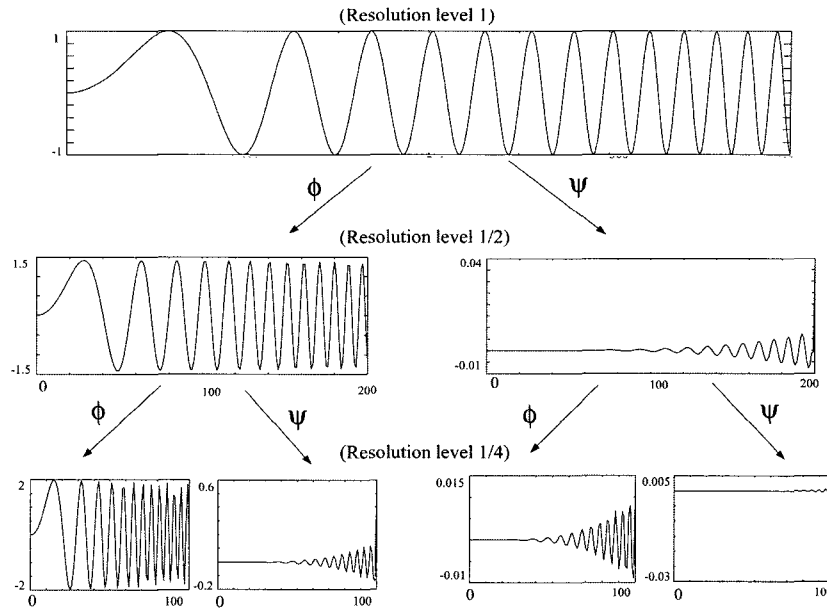 (Resolution level 1)
1
-1
ϕ ψ
(Resolution level 1/2)
1.5
-1.5
0 100 200
0.04
-0.01
0 100 200
ϕ ψ ϕ ψ
(Resolution level 1/4)
2
-2
0 100
0.6
-0.2
0 100
0.015
-0.01
0 100
0.005
-0.03
0 100